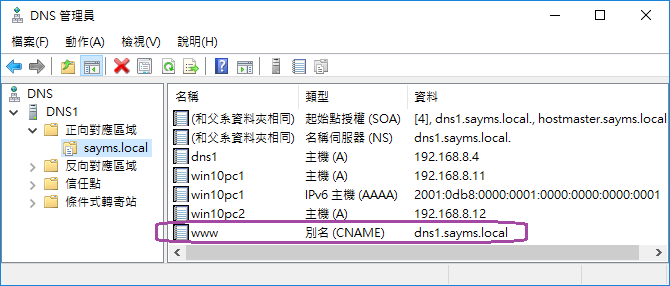 DNS 管理員
檔案(F) 動作(A) 檢視(V) 說明(H)
DNS
DNS1
正向對應區域
sayms.local
反向對應區域
信任點
條件式轉寄站
名稱 類型 資料
(和父系資料夾相同) 起始點授權 (SOA) [4], dns1.sayms.local., hostmaster.sayms.local
(和父系資料夾相同) 名稱伺服器 (NS) dns1.sayms.local.
dns1 主機 (A) 192.168.8.4
win10pc1 主機 (A) 192.168.8.11
win10pc1 IPv6 主機 (AAAA) 2001:0db8:0000:0001:0000:0000:0000:0001
win10pc2 主機 (A) 192.168.8.12
www 別名 (CNAME) dns1.sayms.local